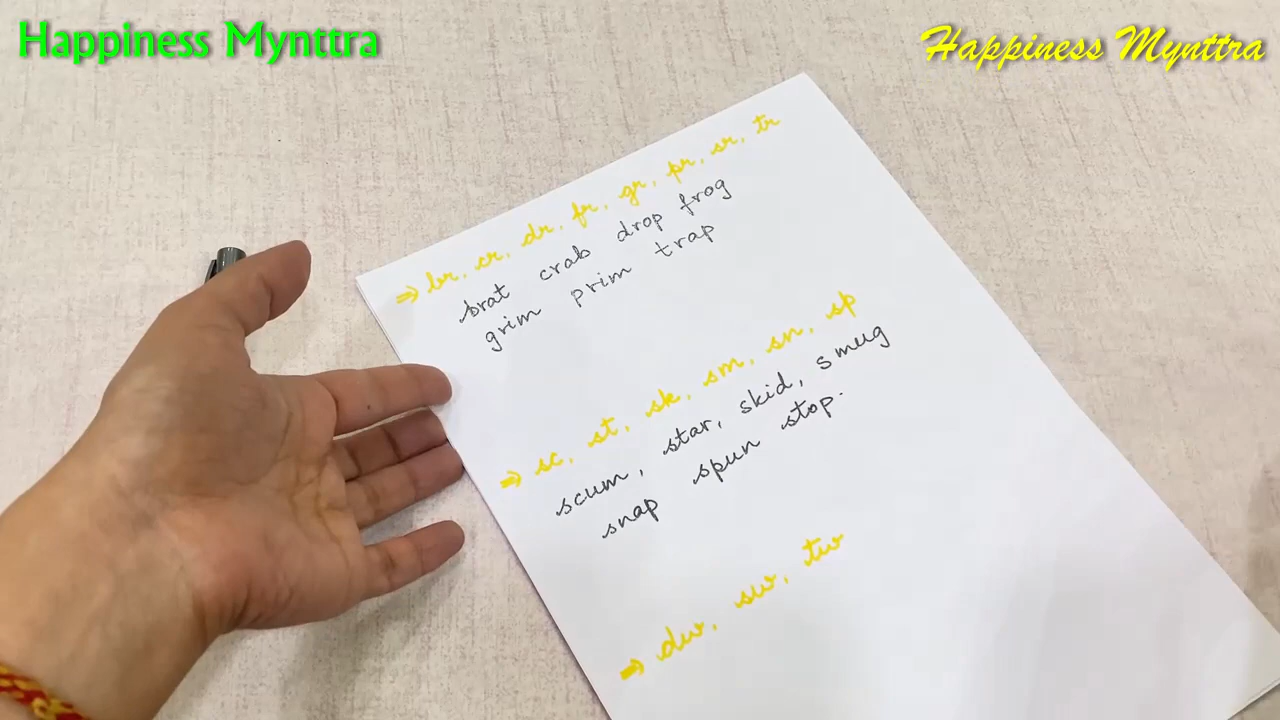 Happiness Mynttra
Happiness Mynttra
⇒ br, cr, dr, fr, gr, pr, sr, tr
brat crab drop frog
grim prim trap
⇒ sc, st, sk, sm, sn, sp
scum, star, skid, smug
snap spun stop.
⇒ dw, sw, tw